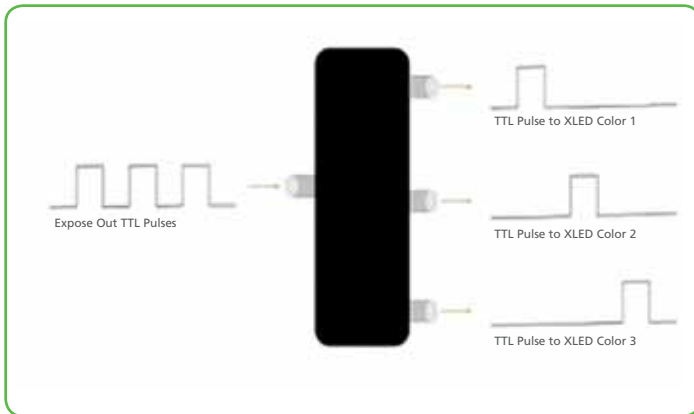 TTL Pulse to XLED Color 1
Expose Out TTL Pulses
TTL Pulse to XLED Color 2
TTL Pulse to XLED Color 3